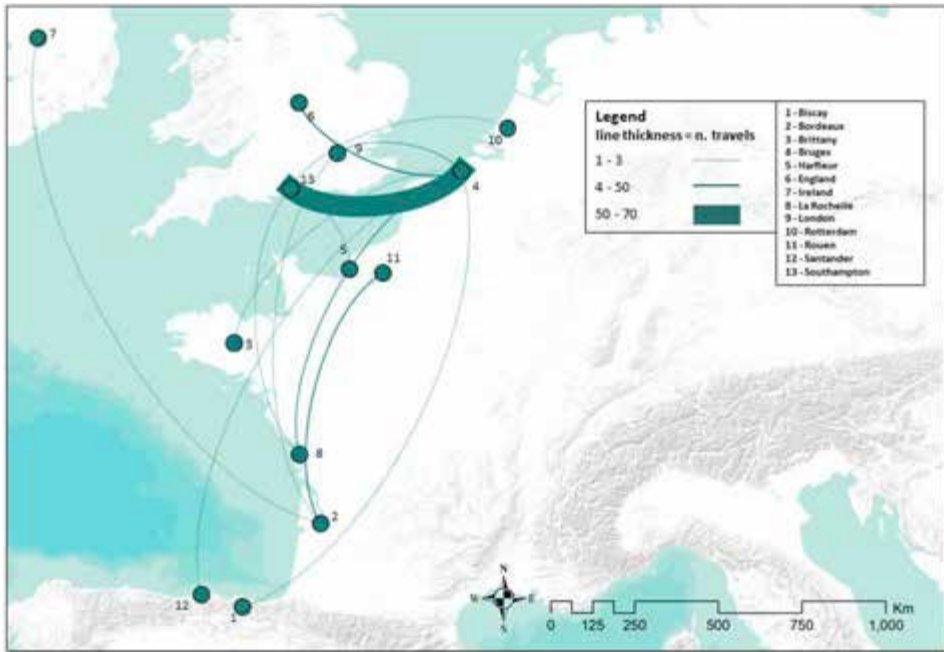 7
6
9
10
13
4
5
11
3
8
2
12
1
Legend
line thickness = n. travels
1 - 3
4 - 50
50 - 70
1 - Biscay
2 - Bordeaux
3 - Brittany
4 - Bruges
5 - Harfleur
6 - England
7 - Ireland
8 - La Rochelle
9 - London
10 - Rotterdam
11 - Rouen
12 - Santander
13 - Southampton
N
W E
S
0 125 250 500 750 1,000 Km